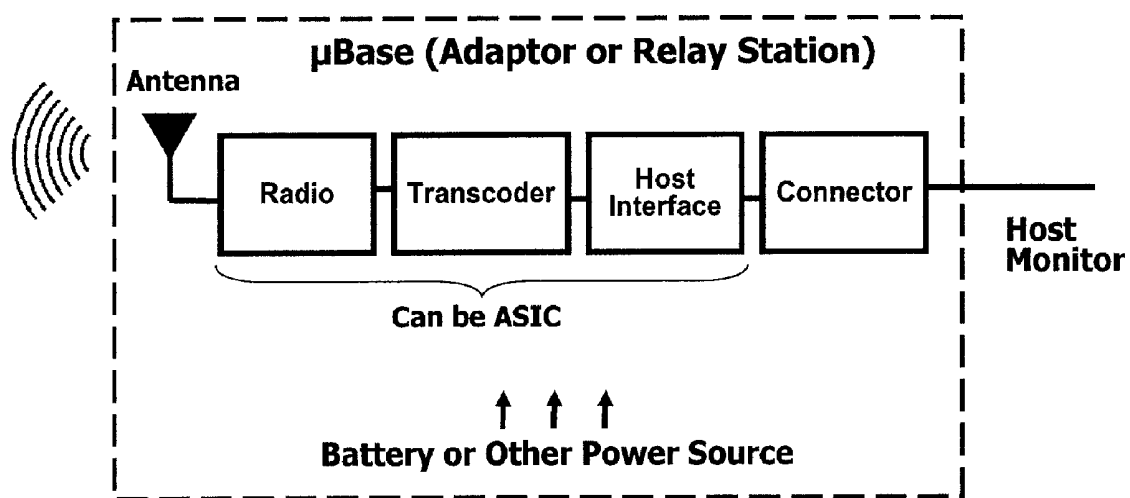 µBase (Adaptor or Relay Station)
Antenna
Radio
Transcoder
Host
Interface
Connector
Host
Monitor
Can be ASIC
Battery or Other Power Source